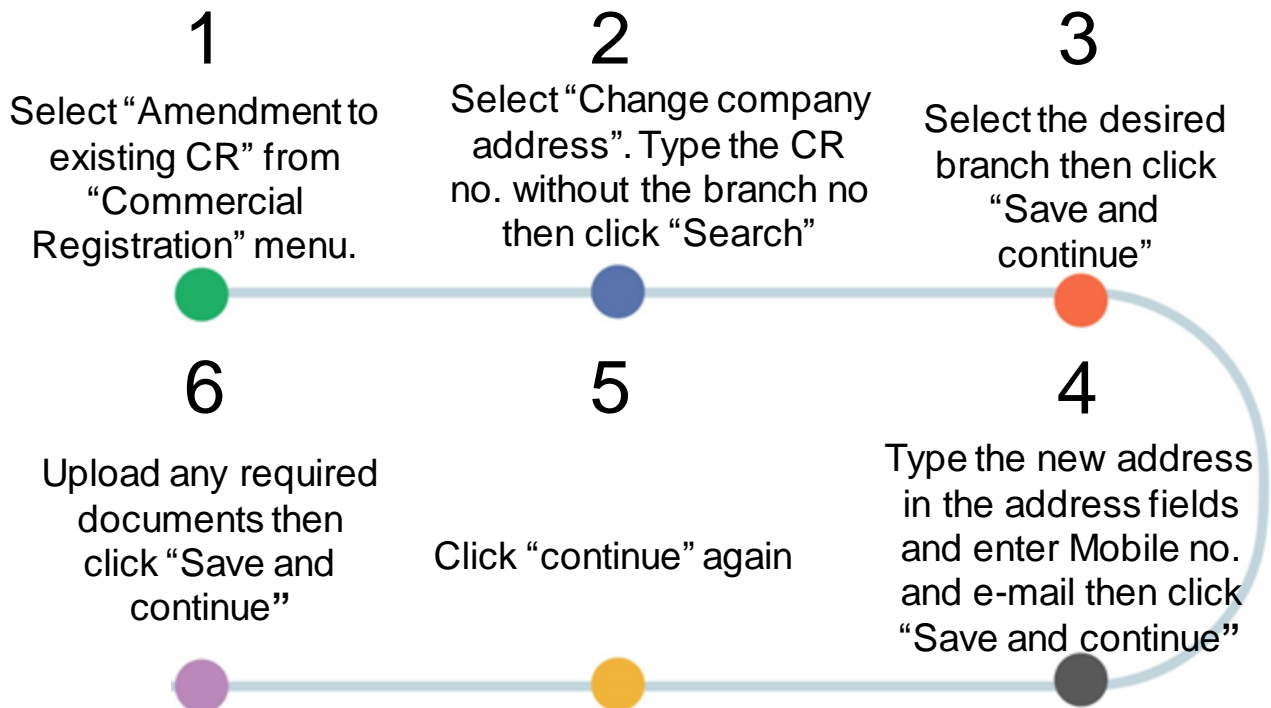 1
Select “Amendment to
existing CR” from
“Commercial
Registration” menu.
2
Select “Change company
address”. Type the CR
no. without the branch no
then click “Search”
3
Select the desired
branch then click
“Save and
continue”
4
Type the new address
in the address fields
and enter Mobile no.
and e-mail then click
“Save and continue”
5
Click “continue” again
6
Upload any required
documents then
click “Save and
continue”